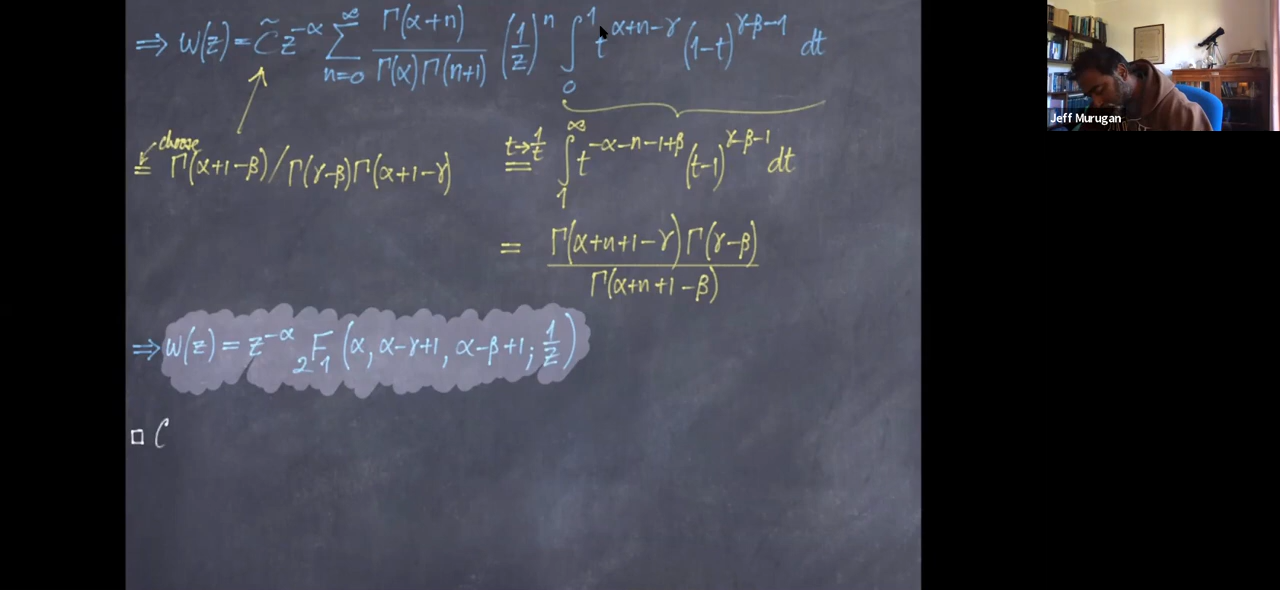 ⇒ w(z) = C̃ z^{-α} ∑_{n=0}^{∞} Γ(α+n)/Γ(α)Γ(n+1) (1/z)^n ∫_0^1 t^{α+n-γ} (1-t)^{γ-β-1} dt
choose
= Γ(α+1-β)/Γ(γ-β)Γ(α+1-γ)
t→1/t
= ∫_1^∞ t^{-α-n-1+β} (t-1)^{γ-β-1} dt
= Γ(α+n+1-γ)Γ(γ-β)/Γ(α+n+1-β)
⇒ w(z) = z^{-α} ₂F₁(α, α-γ+1, α-β+1; 1/z)
□ C
Jeff Murugan